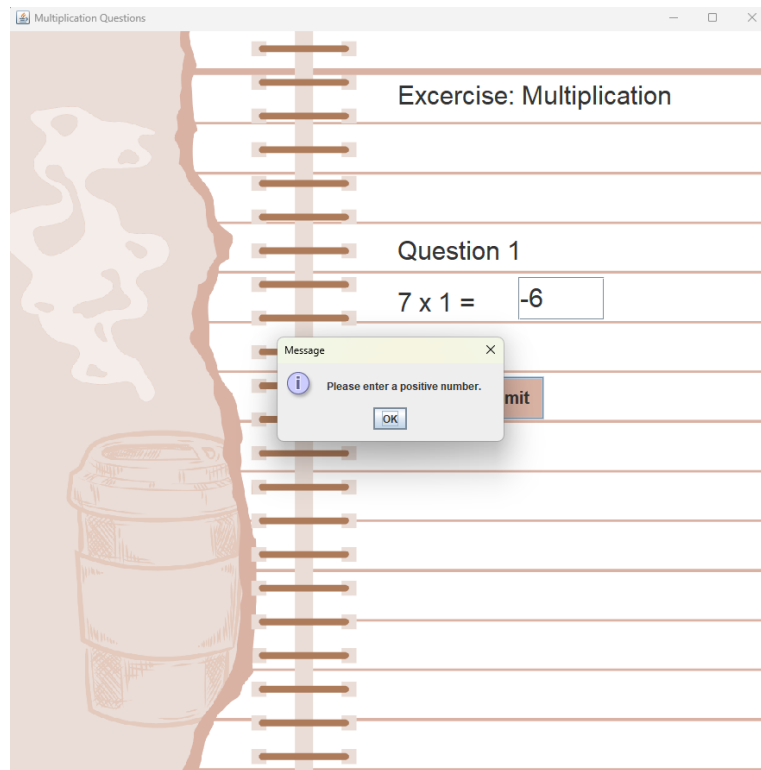 Multiplication Questions
Excercise: Multiplication
Question 1
7 x 1 =
-6
Message
Please enter a positive number.
OK
mit